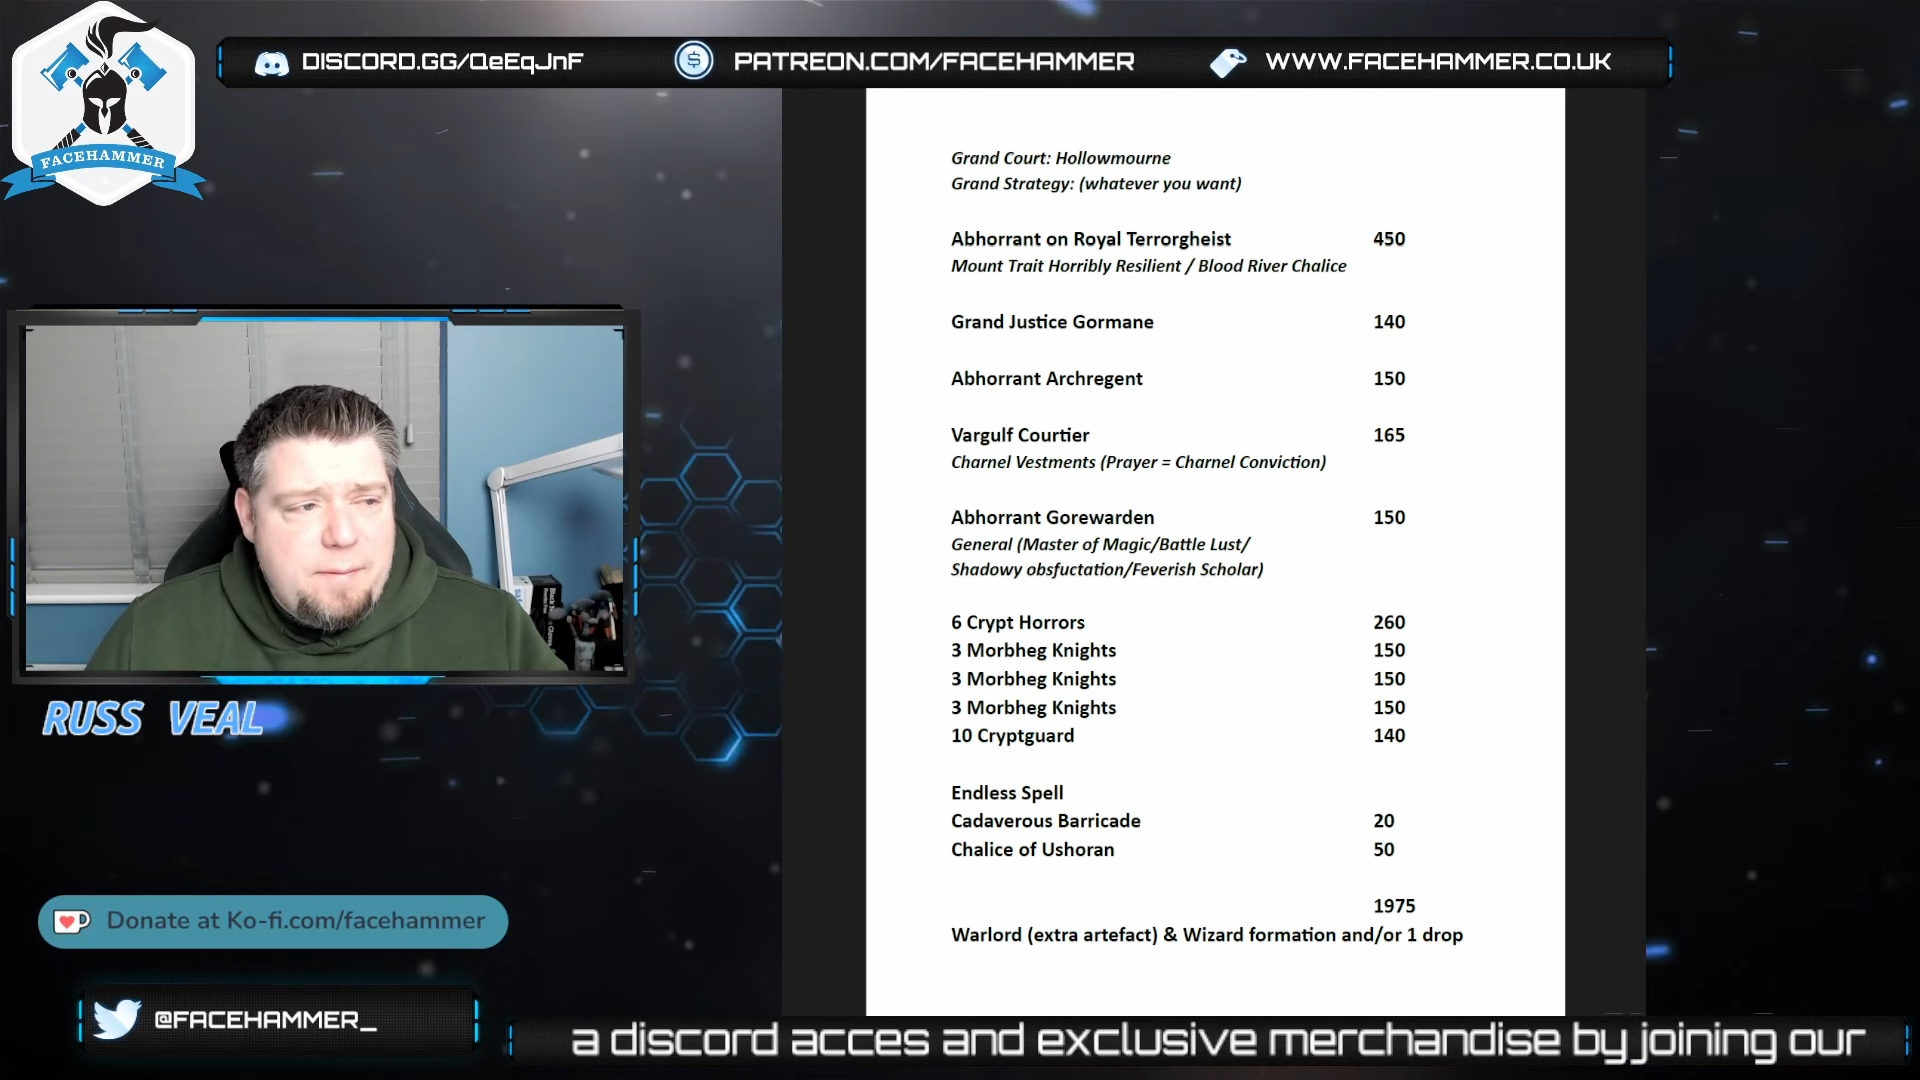 FACEHAMMER
DISCORD.GG/QeEqJnF
PATREON.COM/FACEHAMMER
WWW.FACEHAMMER.CO.UK
Grand Court: Hollowmourne
Grand Strategy: (whatever you want)
Abhorrant on Royal Terrorgheist 450
Mount Trait Horribly Resilient / Blood River Chalice
Grand Justice Gormane 140
Abhorrant Archregent 150
Vargulf Courtier 165
Charnel Vestments (Prayer = Charnel Conviction)
Abhorrant Gorewarden 150
General (Master of Magic/Battle Lust/
Shadowy obsfuctation/Feverish Scholar)
6 Crypt Horrors 260
3 Morbheg Knights 150
3 Morbheg Knights 150
3 Morbheg Knights 150
10 Cryptguard 140
Endless Spell
Cadaverous Barricade 20
Chalice of Ushoran 50
1975
Warlord (extra artefact) & Wizard formation and/or 1 drop
RUSS VEAL
Donate at Ko-fi.com/facehammer
@FACEHAMMER_
a discord acces and exclusive merchandise by joining our